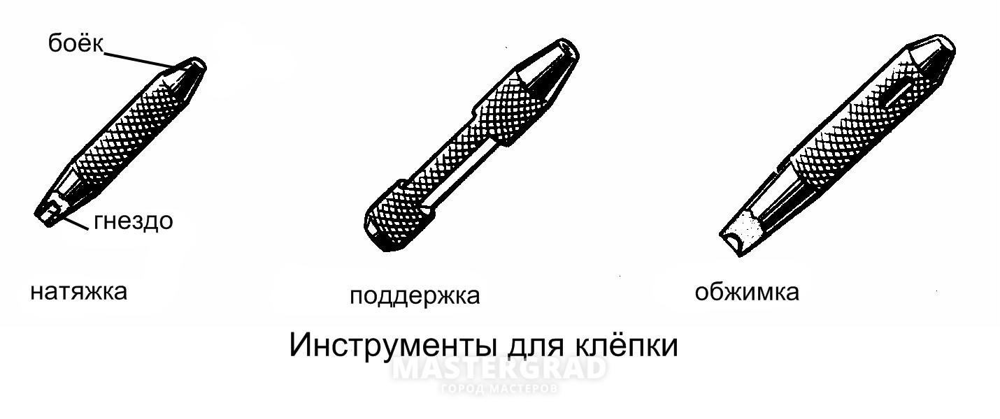 боёк
гнездо
натяжка
поддержка
обжимка
Инструменты для клёпки
MASTERGRAD
ГОРОД МАСТЕРОВ